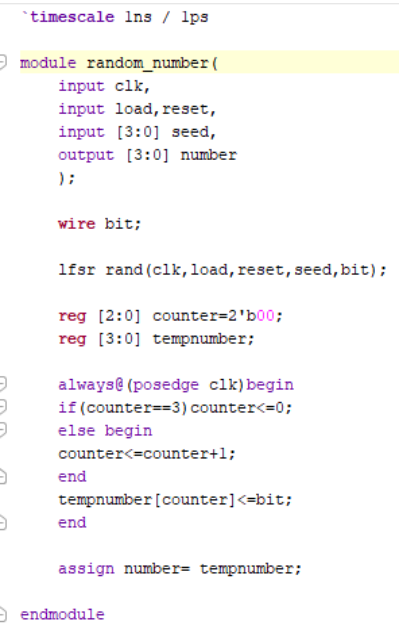 `timescale 1ns / 1ps
module random_number(
input clk,
input load,reset,
input [3:0] seed,
output [3:0] number
);
wire bit;
lfsr rand(clk,load,reset,seed,bit);
reg [2:0] counter=2'b00;
reg [3:0] tempnumber;
always@(posedge clk)begin
if(counter==3)counter<=0;
else begin
counter<=counter+1;
end
tempnumber[counter]<=bit;
end
assign number= tempnumber;
endmodule